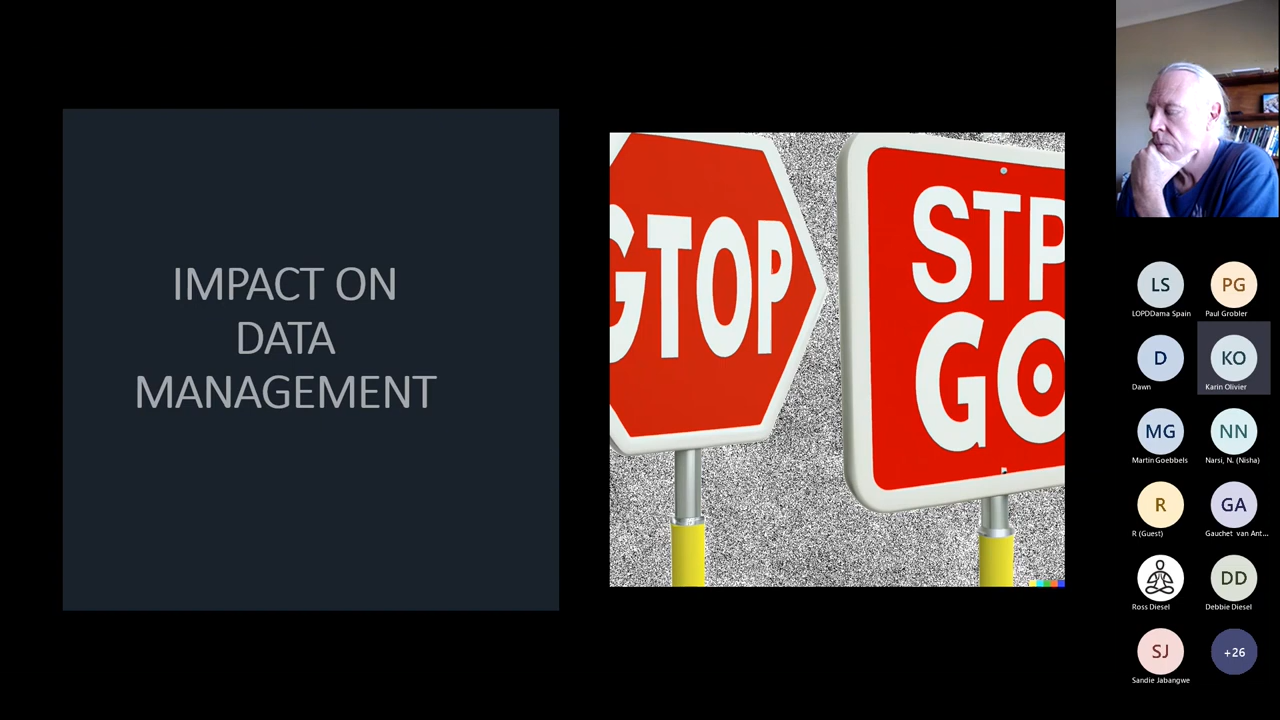 IMPACT ON
DATA
MANAGEMENT
GTOP
STP
GO
LS
LOPDDama Spain
PG
Paul Grobler
D
Dawn
KO
Karin Olivier
MG
Martin Goebbels
NN
Narsi, N. (Nisha)
R
R (Guest)
GA
Gauchet van Ant...
Ross Diesel
DD
Debbie Diesel
SJ
Sandie Jabangwe
+26